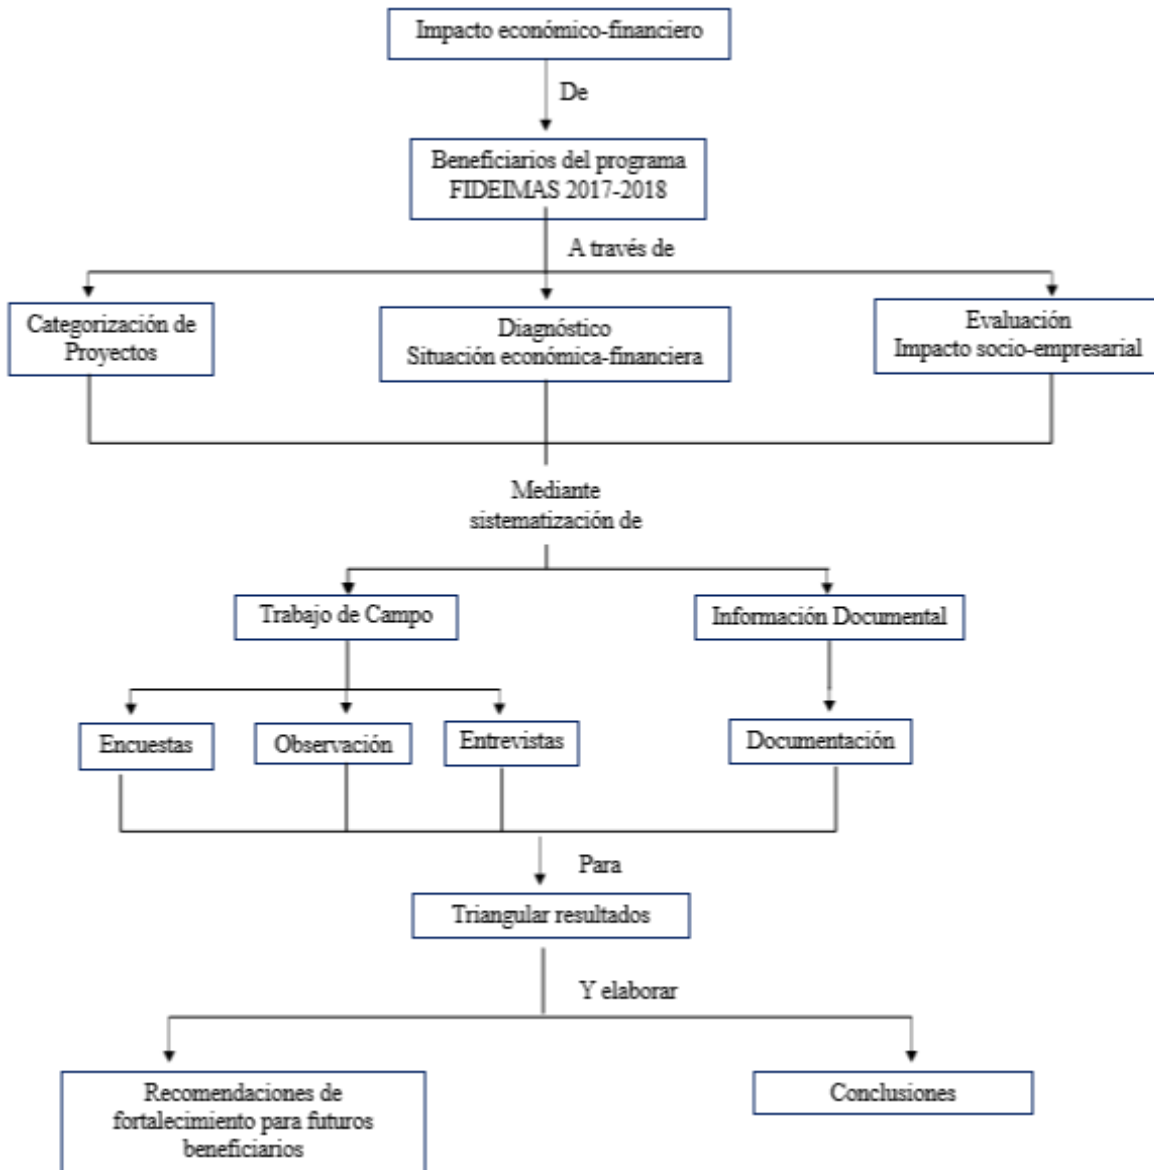 Impacto económico-financiero
De
Beneficiarios del programa
FIDEIMAS 2017-2018
A través de
Categorización de
Proyectos
Diagnóstico
Situación económica-financiera
Evaluación
Impacto socio-empresarial
Mediante
sistematización de
Trabajo de Campo
Información Documental
Encuestas
Observación
Entrevistas
Documentación
Para
Triangular resultados
Y elaborar
Recomendaciones de
fortalecimiento para futuros
beneficiarios
Conclusiones